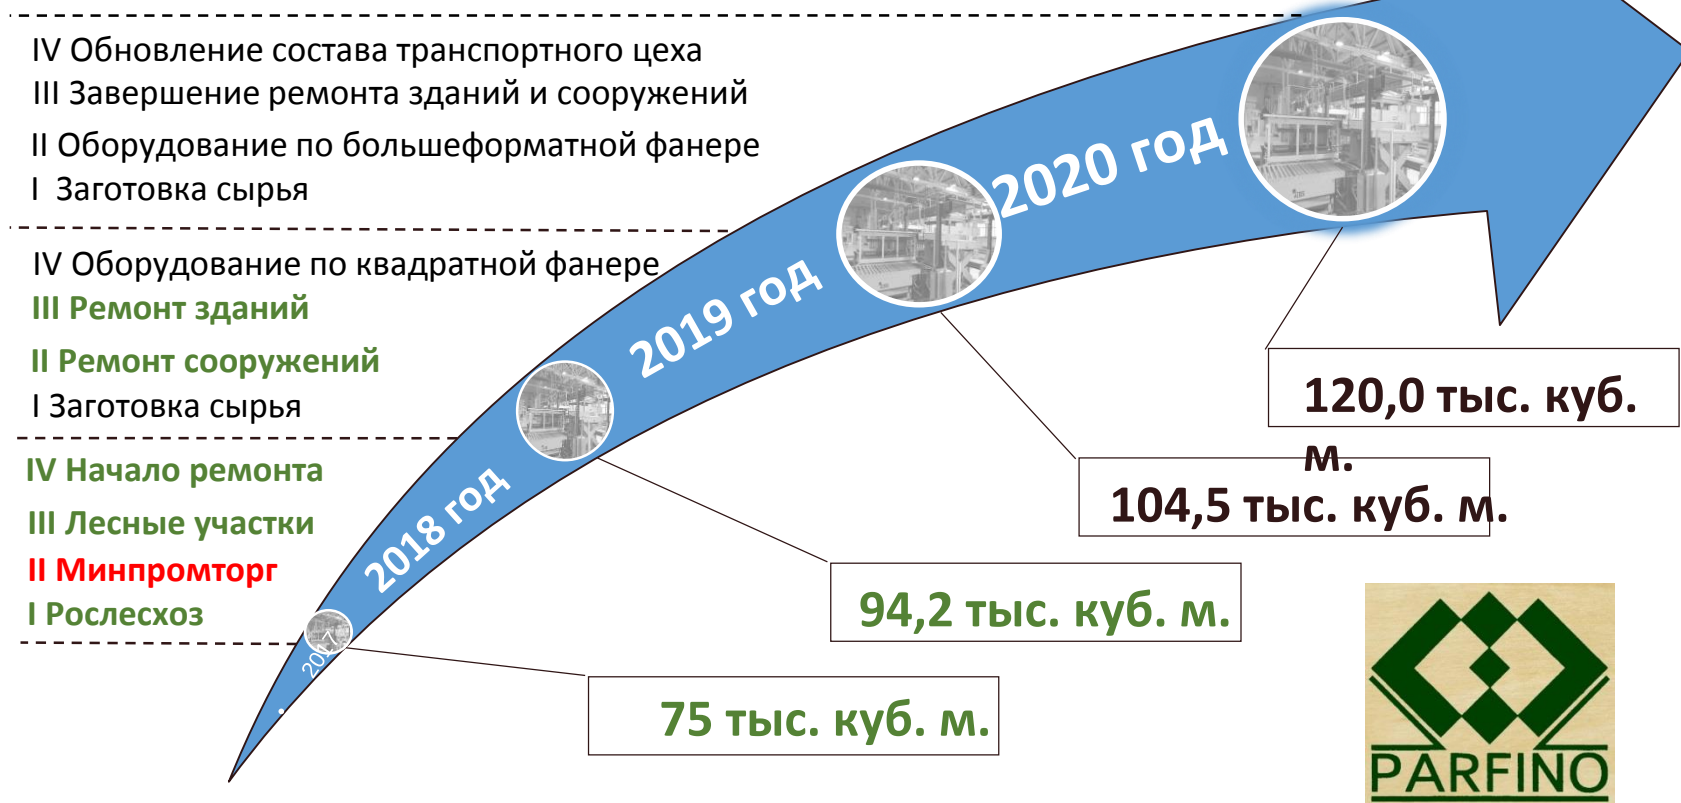 IV Обновление состава транспортного цеха
III Завершение ремонта зданий и сооружений
II Оборудование по большеформатной фанере
I Заготовка сырья
IV Оборудование по квадратной фанере
III Ремонт зданий
II Ремонт сооружений
I Заготовка сырья
IV Начало ремонта
III Лесные участки
II Минпромторг
I Рослесхоз
2017
2018 год
2019 год
2020 год
120,0 тыс. куб.
м.
104,5 тыс. куб. м.
94,2 тыс. куб. м.
75 тыс. куб. м.
PARFINO